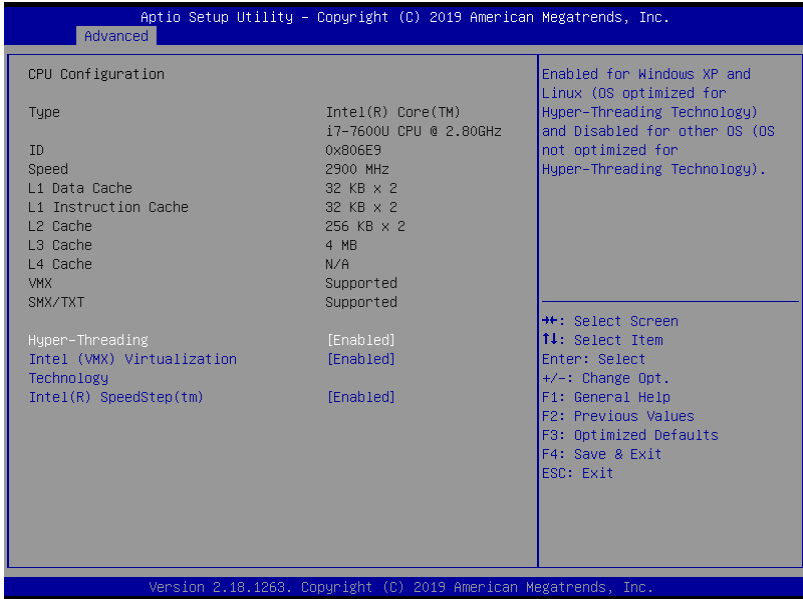 Aptio Setup Utility – Copyright (C) 2019 American Megatrends, Inc.
Advanced
CPU Configuration
Type Intel(R) Core(TM)
i7-7600U CPU @ 2.80GHz
ID 0x806E9
Speed 2900 MHz
L1 Data Cache 32 KB x 2
L1 Instruction Cache 32 KB x 2
L2 Cache 256 KB x 2
L3 Cache 4 MB
L4 Cache N/A
VMX Supported
SMX/TXT Supported
Hyper-Threading [Enabled]
Intel (VMX) Virtualization [Enabled]
Technology
Intel(R) SpeedStep(tm) [Enabled]
Enabled for Windows XP and
Linux (OS optimized for
Hyper-Threading Technology)
and Disabled for other OS (OS
not optimized for
Hyper-Threading Technology).
→←: Select Screen
↑↓: Select Item
Enter: Select
+/-: Change Opt.
F1: General Help
F2: Previous Values
F3: Optimized Defaults
F4: Save & Exit
ESC: Exit
Version 2.18.1263. Copyright (C) 2019 American Megatrends, Inc.